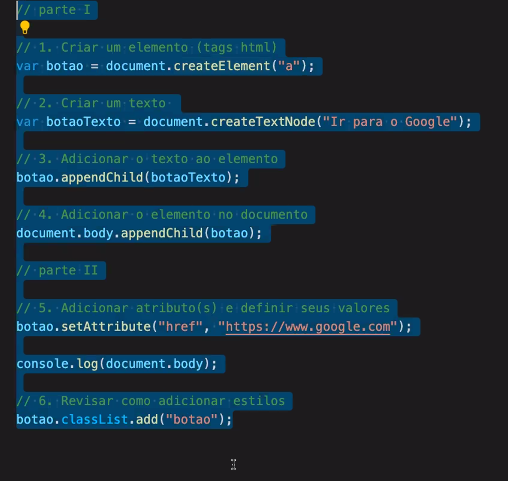 // parte I
// 1. Criar um elemento (tags html)
var botao = document.createElement("a");
// 2. Criar um texto
var botaoTexto = document.createTextNode("Ir para o Google");
// 3. Adicionar o texto ao elemento
botao.appendChild(botaoTexto);
// 4. Adicionar o elemento no documento
document.body.appendChild(botao);
// parte II
// 5. Adicionar atributo(s) e definir seus valores
botao.setAttribute("href", "https://www.google.com");
console.log(document.body);
// 6. Revisar como adicionar estilos
botao.classList.add("botao");